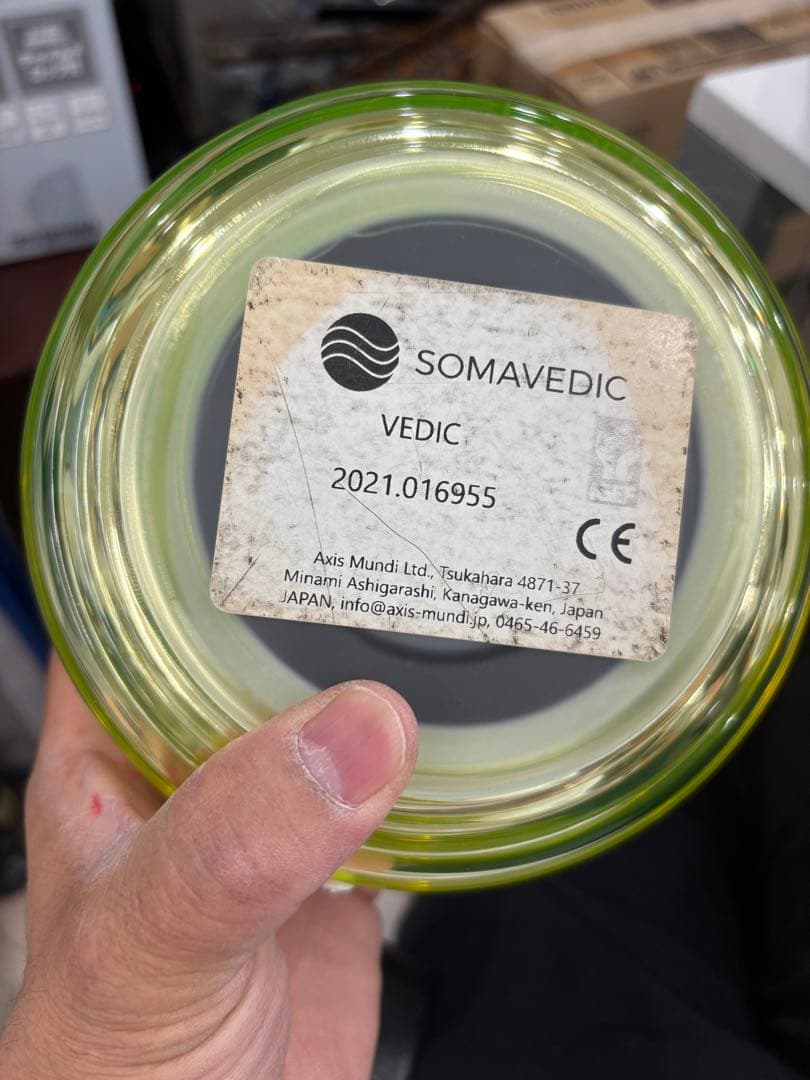 SOMAVEDIC
VEDIC
2021.016955
CE
Axis Mundi Ltd., Tsukahara 4871-37
Minami Ashigarashi, Kanagawa-ken, Japan
JAPAN, info@axis-mundi.jp, 0465-46-6459